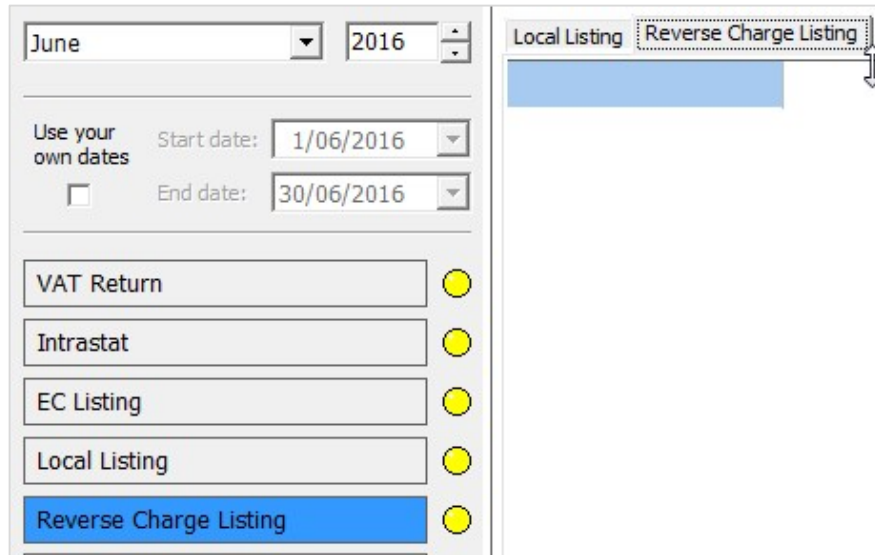 June
2016
Use your
own dates
Start date:
1/06/2016
End date:
30/06/2016
VAT Return
Intrastat
EC Listing
Local Listing
Reverse Charge Listing
Local Listing
Reverse Charge Listing